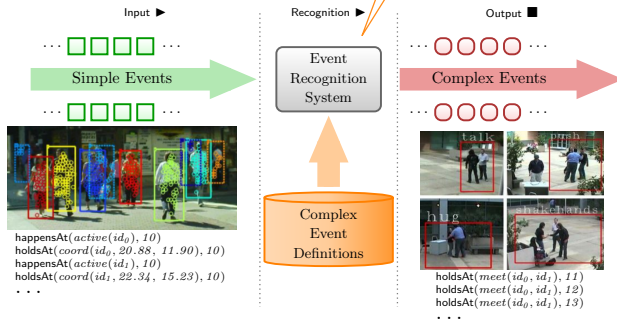 Input ▶
Recognition ▶
Output ■
· · ·
· · ·
Simple Events
· · ·
· · ·
Event
Recognition
System
· · ·
· · ·
Complex Events
· · ·
· · ·
Complex
Event
Definitions
talk
push
hug
shakehands
happensAt(active(id₀), 10)
holdsAt(coord(id₀, 20.88, 11.90), 10)
happensAt(active(id₁), 10)
holdsAt(coord(id₁, 22.34, 15.23), 10)
. . .
holdsAt(meet(id₀, id₁), 11)
holdsAt(meet(id₀, id₁), 12)
holdsAt(meet(id₀, id₁), 13)
. . .